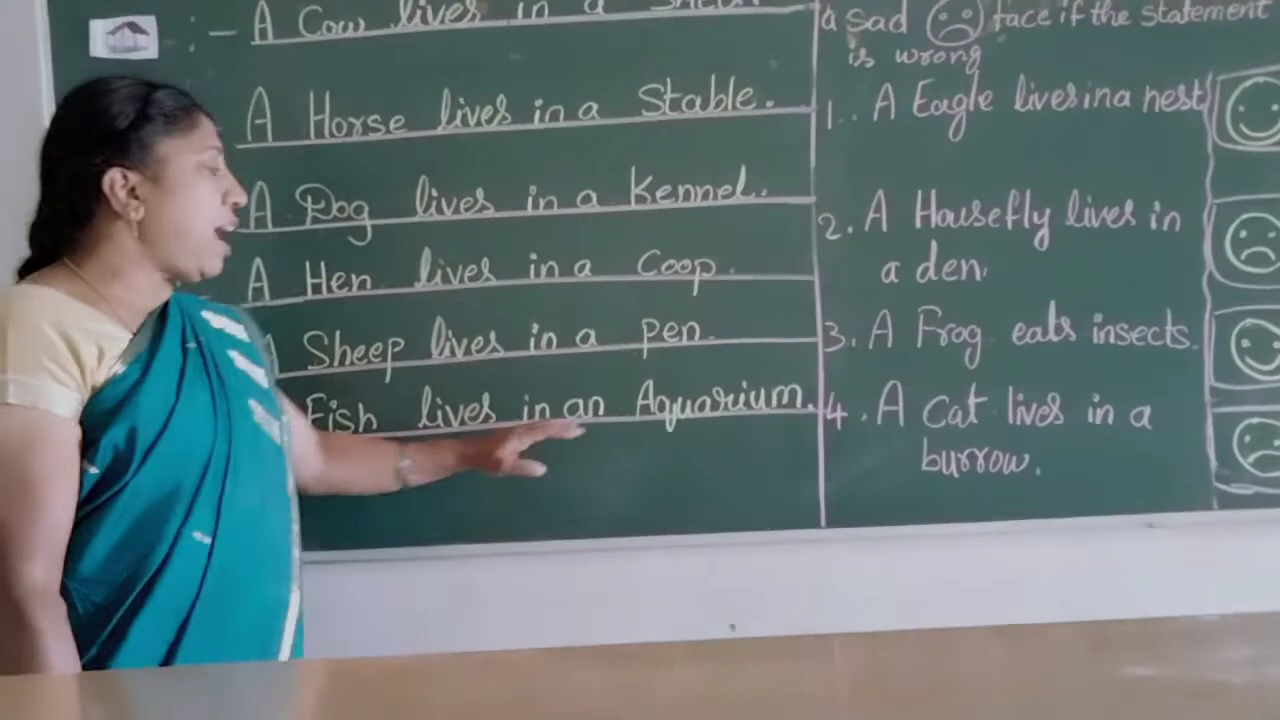 :- A Cow lives in a Shed.
A Horse lives in a Stable.
A Dog lives in a Kennel.
A Hen lives in a Coop.
A Sheep lives in a pen.
Fish lives in an Aquarium.
a sad face if the statement
is wrong
1. A Eagle lives in a nest
2. A Housefly lives in
a den.
3. A Frog eats insects.
4. A Cat lives in a
burrow.